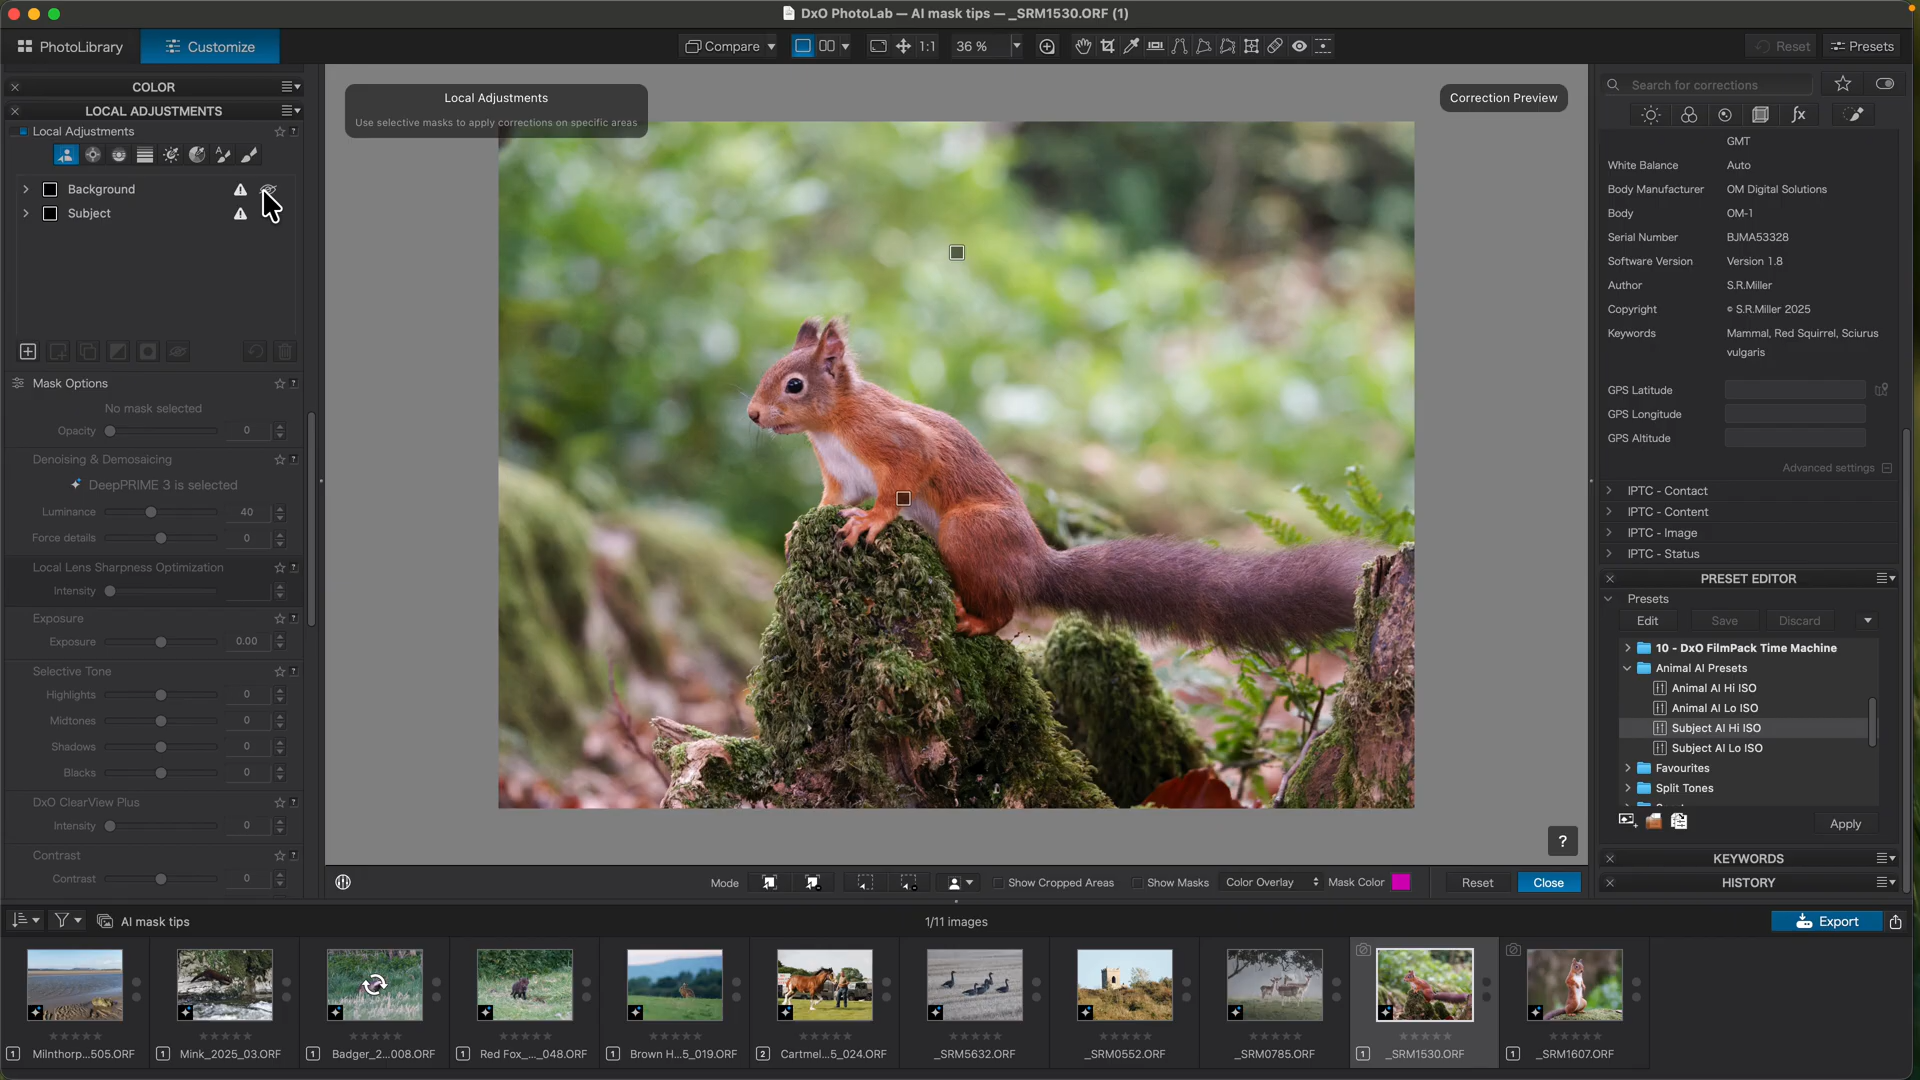 DxO PhotoLab — AI mask tips — _SRM1530.ORF (1)
PhotoLibrary
Customize
Compare
1:1
36 %
Reset
Presets
COLOR
LOCAL ADJUSTMENTS
Local Adjustments
Background
Subject
Mask Options
No mask selected
Opacity 0
Denoising & Demosaicing
DeepPRIME 3 is selected
Luminance 40
Force details 0
Local Lens Sharpness Optimization
Intensity
Exposure
Exposure 0.00
Selective Tone
Highlights 0
Midtones 0
Shadows 0
Blacks 0
DxO ClearView Plus
Intensity 0
Contrast
Contrast 0
Local Adjustments
Use selective masks to apply corrections on specific areas
Correction Preview
?
Mode
Show Cropped Areas
Show Masks
Color Overlay
Mask Color
Reset
Close
Search for corrections
fx
GMT
White Balance Auto
Body Manufacturer OM Digital Solutions
Body OM-1
Serial Number BJMA53328
Software Version Version 1.8
Author S.R.Miller
Copyright © S.R.Miller 2025
Keywords Mammal, Red Squirrel, Sciurus
vulgaris
GPS Latitude
GPS Longitude
GPS Altitude
Advanced settings
IPTC - Contact
IPTC - Content
IPTC - Image
IPTC - Status
PRESET EDITOR
Presets
Edit
Save
Discard
10 - DxO FilmPack Time Machine
Animal AI Presets
Animal AI Hi ISO
Animal AI Lo ISO
Subject AI Hi ISO
Subject AI Lo ISO
Favourites
Split Tones
Apply
KEYWORDS
HISTORY
AI mask tips
1/11 images
Export
1 Milnthorp...505.ORF
1 Mink_2025_03.ORF
1 Badger_2...008.ORF
1 Red Fox_..._048.ORF
1 Brown H...5_019.ORF
2 Cartmel...5_024.ORF
_SRM5632.ORF
_SRM0552.ORF
_SRM0785.ORF
1 _SRM1530.ORF
1 _SRM1607.ORF